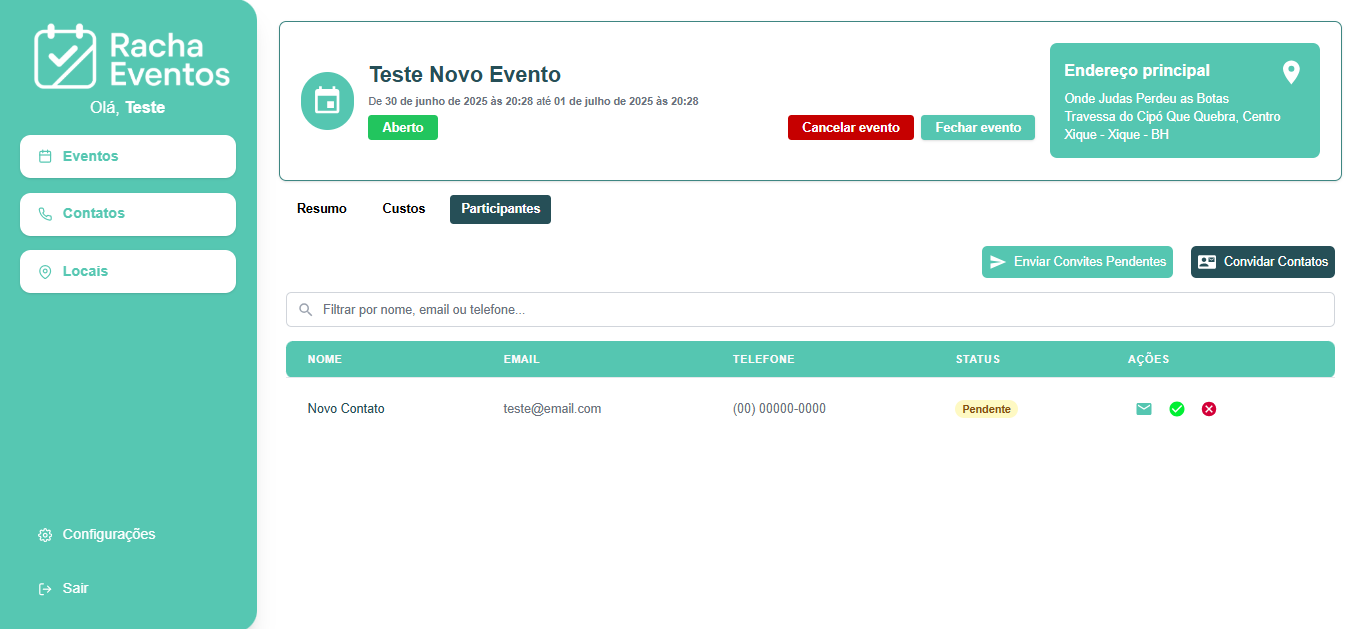 Racha
Eventos
Olá, Teste
Eventos
Contatos
Locais
Configurações
Sair
Teste Novo Evento
De 30 de junho de 2025 às 20:28 até 01 de julho de 2025 às 20:28
Aberto
Cancelar evento
Fechar evento
Endereço principal
Onde Judas Perdeu as Botas
Travessa do Cipó Que Quebra, Centro
Xique - Xique - BH
Resumo
Custos
Participantes
Enviar Convites Pendentes
Convidar Contatos
Filtrar por nome, email ou telefone...
NOME EMAIL TELEFONE STATUS AÇÕES
Novo Contato teste@email.com (00) 00000-0000 Pendente